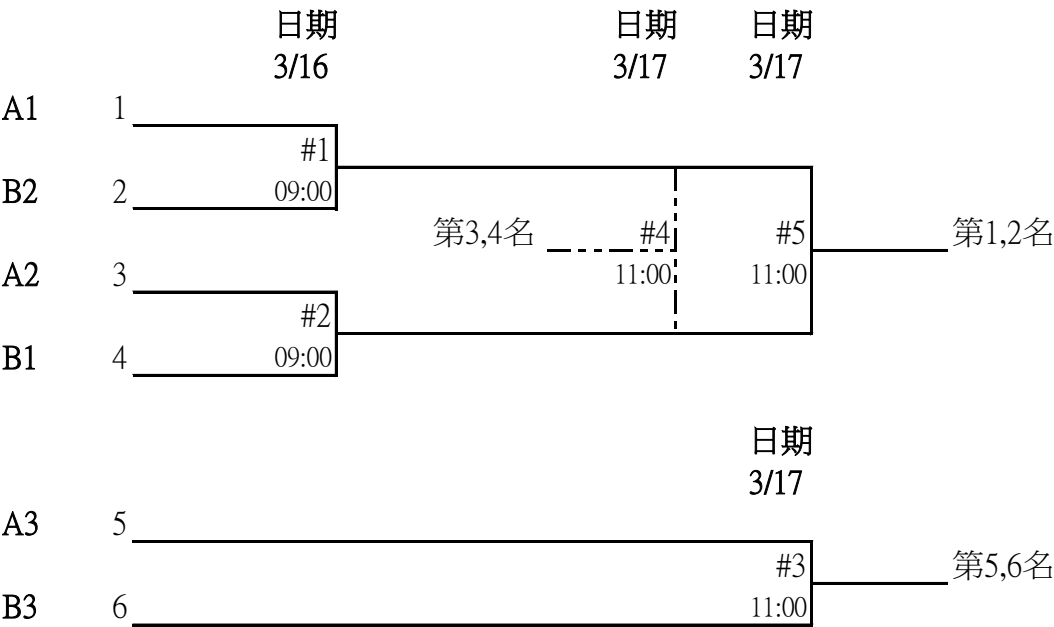 日期 日期 日期
3/16 3/17 3/17
A1 1
#1
B2 2 09:00
第3,4名 #4 #5 第1,2名
A2 3 11:00 11:00
#2
B1 4 09:00
日期
3/17
A3 5
#3 第5,6名
B3 6 11:00